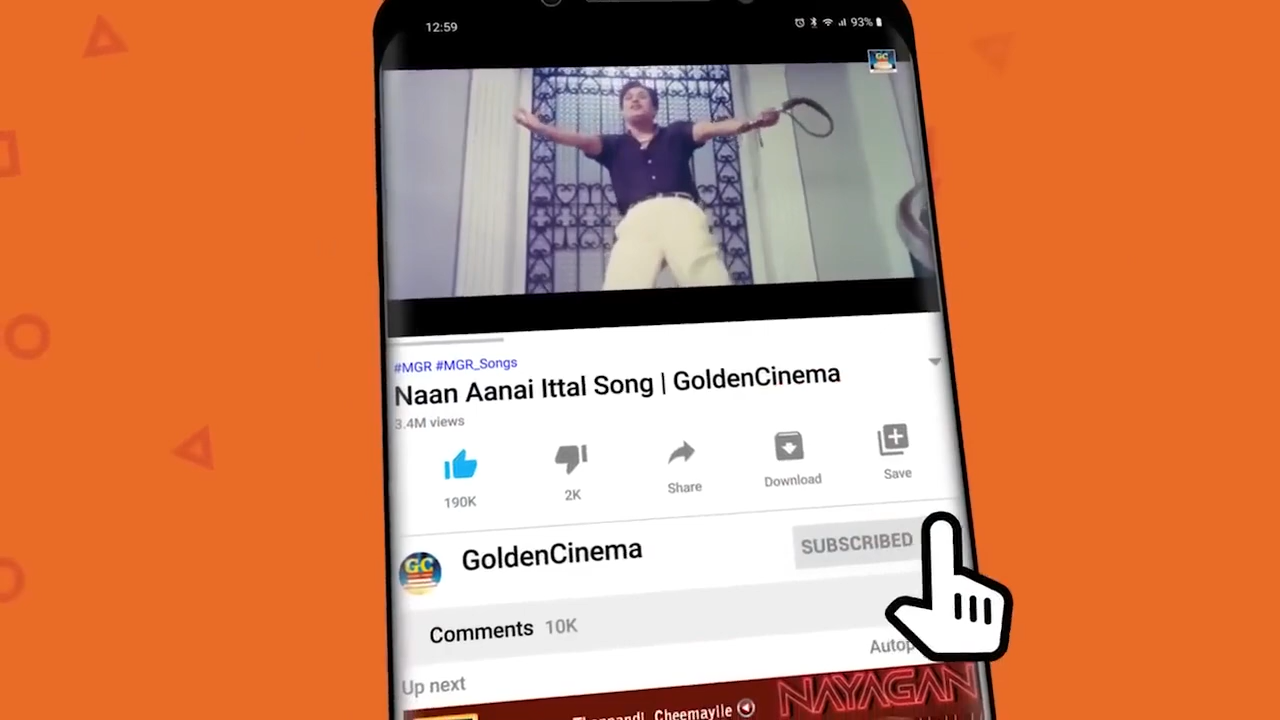 12:59
93%
GC
#MGR #MGR_Songs
Naan Aanai Ittal Song | GoldenCinema
3.4M views
190K
2K
Share
Download
Save
GC
GoldenCinema
SUBSCRIBED
Comments 10K
Up next
NAYAGAN
Cheemaylle